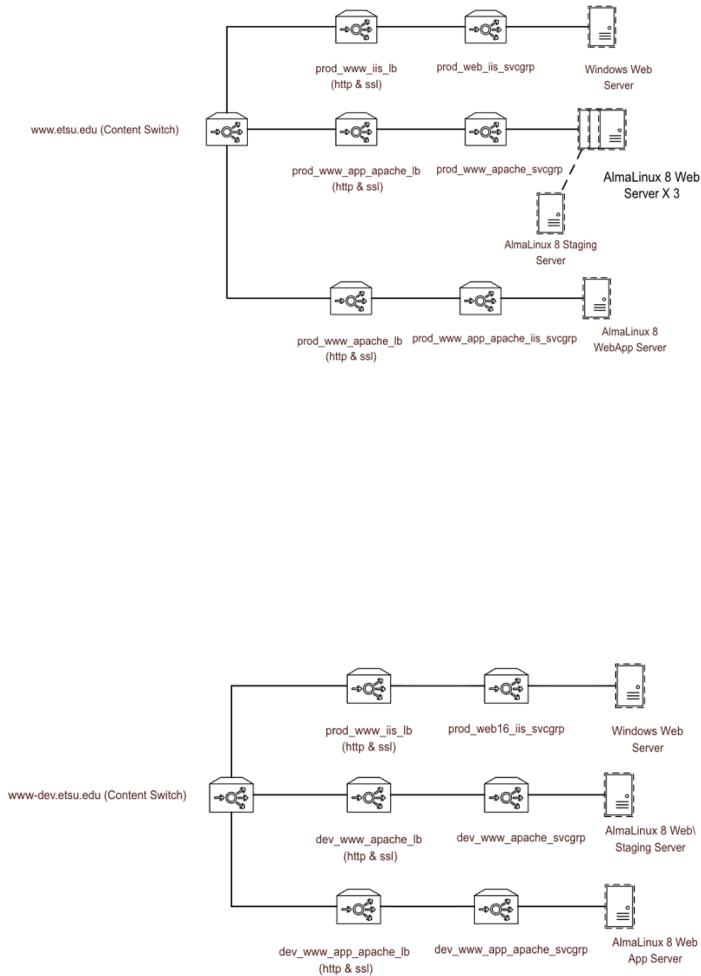 prod_www_iis_lb
(http & ssl)
prod_web_iis_svcgrp
Windows Web
Server
www.etsu.edu (Content Switch)
prod_www_app_apache_lb
(http & ssl)
prod_www_apache_svcgrp
AlmaLinux 8 Web
Server X 3
AlmaLinux 8 Staging
Server
prod_www_apache_lb
(http & ssl)
prod_www_app_apache_iis_svcgrp
AlmaLinux 8
WebApp Server
prod_www_iis_lb
(http & ssl)
prod_web16_iis_svcgrp
Windows Web
Server
www-dev.etsu.edu (Content Switch)
dev_www_apache_lb
(http & ssl)
dev_www_apache_svcgrp
AlmaLinux 8 Web\
Staging Server
dev_www_app_apache_lb
(http & ssl)
dev_www_app_apache_svcgrp
AlmaLinux 8 Web
App Server